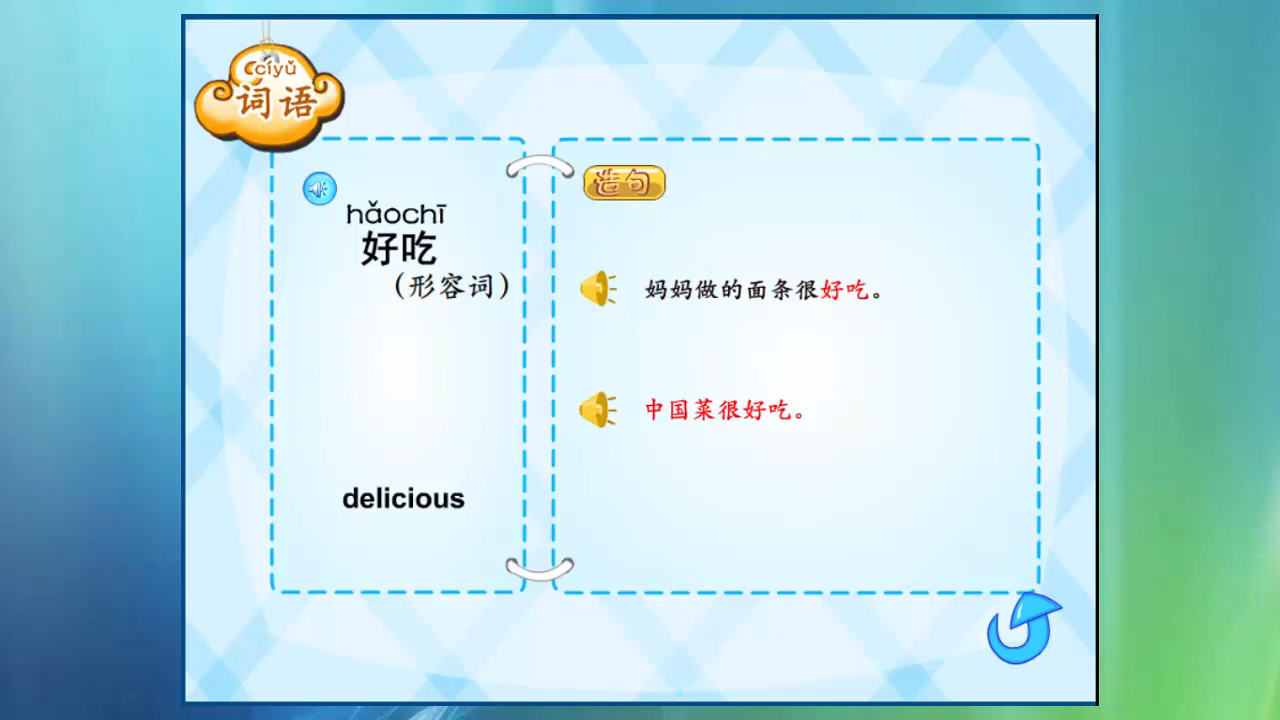 cíyǔ
词语
hǎochī
好吃
（形容词）
delicious
造句
妈妈做的面条很好吃。
中国菜很好吃。